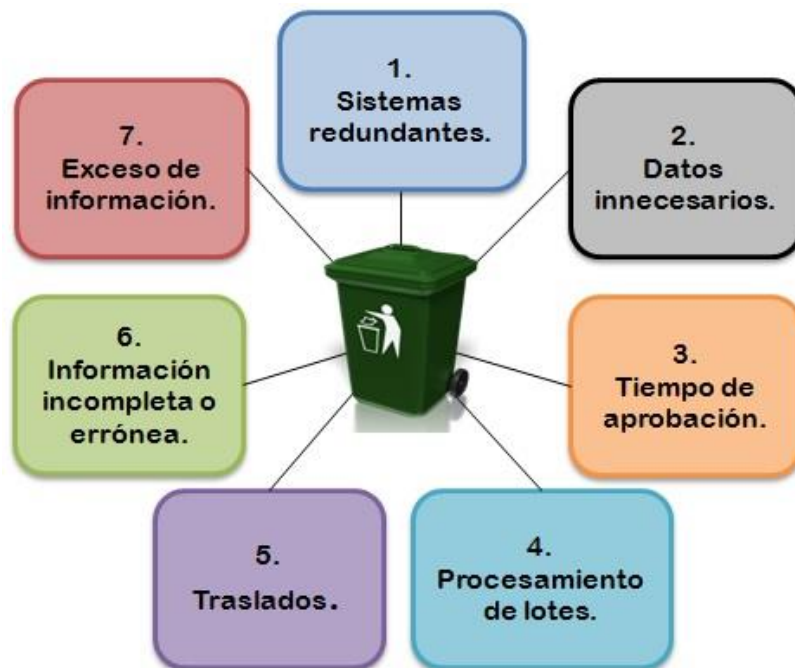 1.
Sistemas
redundantes.
2.
Datos
innecesarios.
3.
Tiempo de
aprobación.
4.
Procesamiento
de lotes.
5.
Traslados.
6.
Información
incompleta o
errónea.
7.
Exceso de
información.